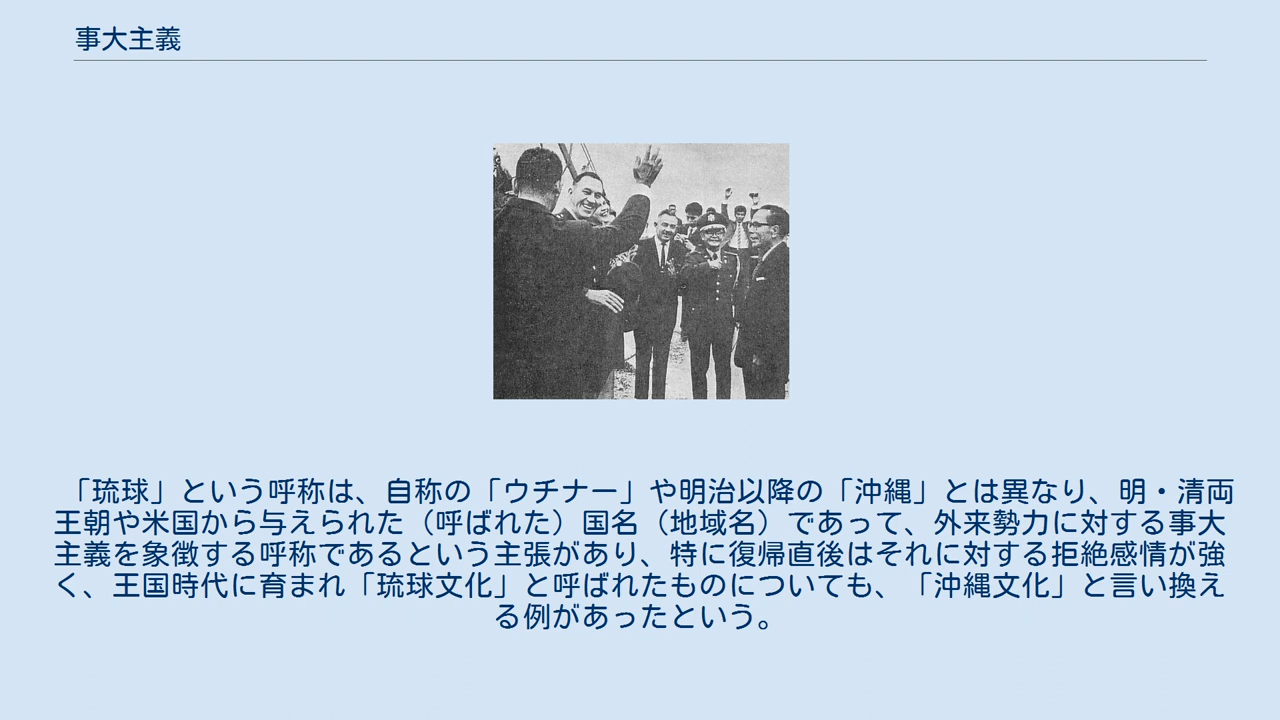 事大主義
「琉球」という呼称は、自称の「ウチナー」や明治以降の「沖縄」とは異なり、明・清両
王朝や米国から与えられた（呼ばれた）国名（地域名）であって、外来勢力に対する事大
主義を象徴する呼称であるという主張があり、特に復帰直後はそれに対する拒絶感情が強
く、王国時代に育まれ「琉球文化」と呼ばれたものについても、「沖縄文化」と言い換え
る例があったという。